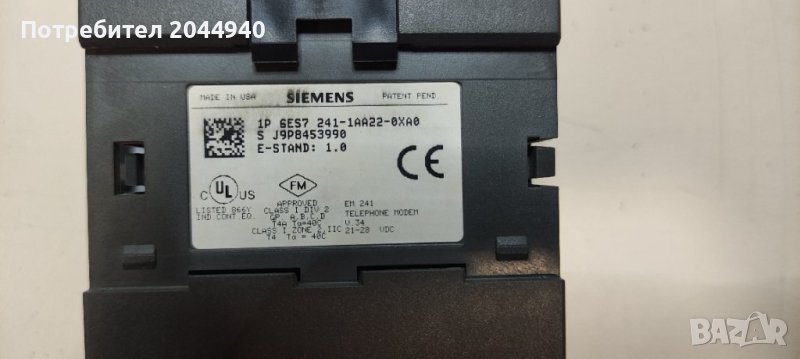 Потребител 2044940
MADE IN USA SIEMENS PATENT PEND.
1P 6ES7 241-1AA22-0XA0
S J9P8453990
E-STAND: 1.0
CE
C UL US
LISTED 866Y
IND.CONT.EQ.
FM
APPROVED
CLASS I DIV 2
GP. A,B,C,D
T4A Ta=40C
CLASS I ZONE 2,IIC
T4 Ta = 40C
EM 241
TELEPHONE MODEM
V.34
21-28 VDC
BAZAR